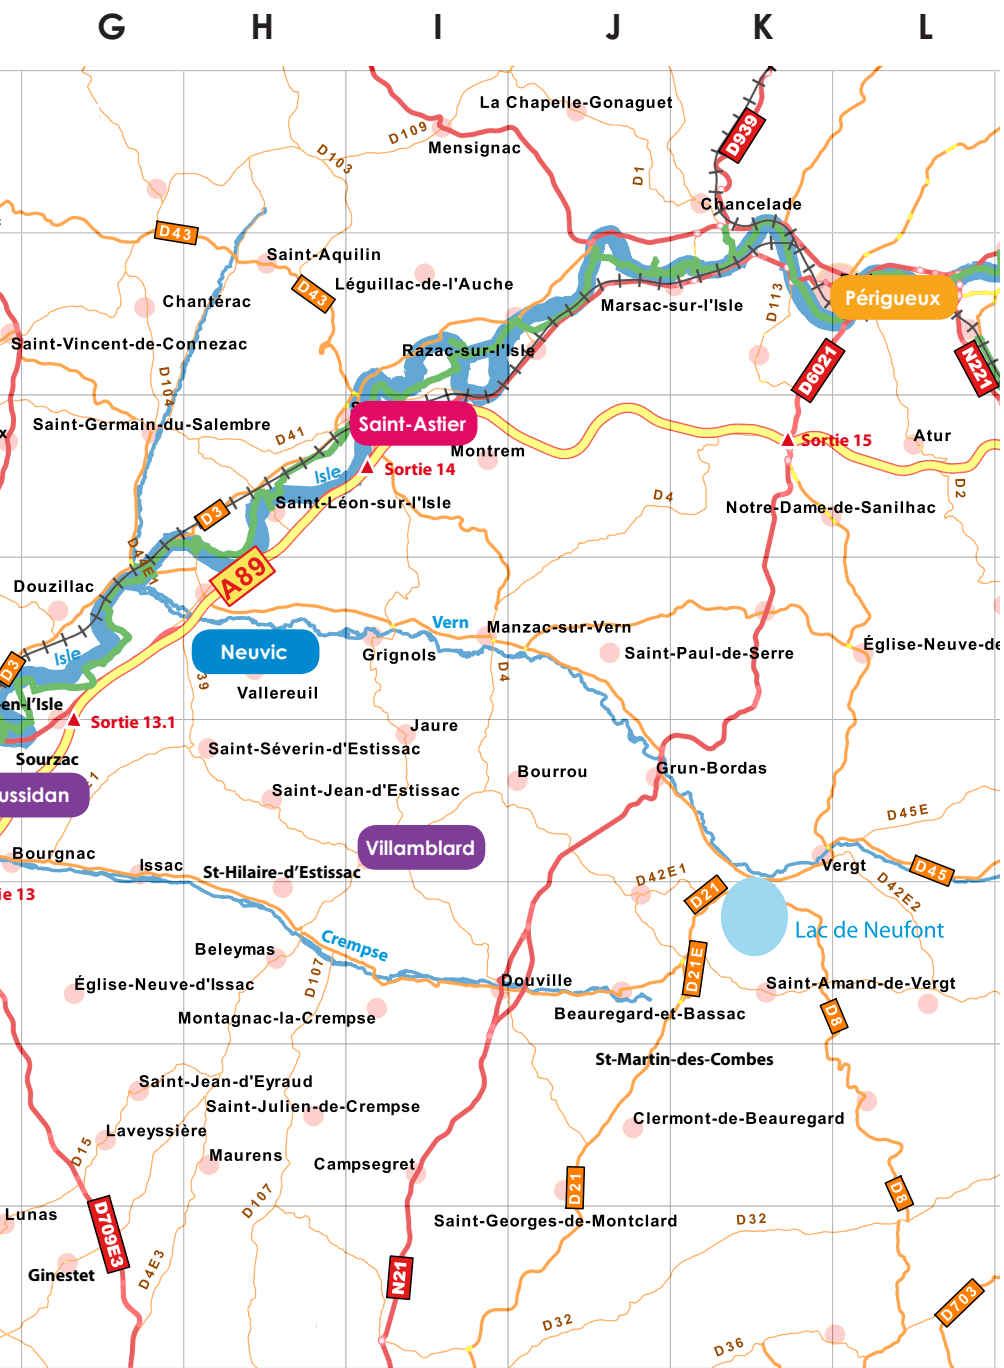 G H I J K L
La Chapelle-Gonaguet
D109
D939
Mensignac
D103
D1
Chancelade
D43
Saint-Aquilin
Léguillac-de-l'Auche
D43
Chantérac
Marsac-sur-l'Isle
D113
Périgueux
Saint-Vincent-de-Connezac
Razac-sur-l'Isle
D6021
N221
D104
Saint-Germain-du-Salembre
Saint-Astier
D41
Sortie 15
Atur
Montrem
Isle
Sortie 14
D4
D2
Saint-Léon-sur-l'Isle
Notre-Dame-de-Sanilhac
D3
D44E1
A89
Douzillac
Vern
Manzac-sur-Vern
Isle
Neuvic
Grignols
Saint-Paul-de-Serre
Église-Neuve-de
D3
39
D4
Vallereuil
-en-l'Isle
Sortie 13.1
Jaure
Saint-Séverin-d'Estissac
Sourzac
Bourrou
Grun-Bordas
E1
ussidan
Saint-Jean-d'Estissac
D45E
Villamblard
Bourgnac
Issac
St-Hilaire-d'Estissac
Vergt
D45
D42E1
D42E2
ie 13
D21
Lac de Neufont
Crempse
Beleymas
D107
D21E
Église-Neuve-d'Issac
Douville
Saint-Amand-de-Vergt
Montagnac-la-Crempse
Beauregard-et-Bassac
D8
St-Martin-des-Combes
Saint-Jean-d'Eyraud
Saint-Julien-de-Crempse
Clermont-de-Beauregard
Laveyssière
D15
Maurens
Campsegret
D107
D21
D8
Lunas
Saint-Georges-de-Montclard
D32
D709E3
D4E3
Ginestet
N21
D703
D32
D36